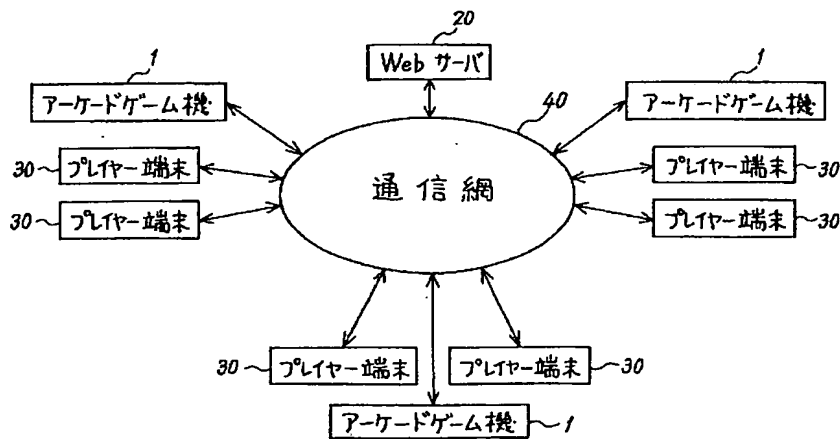 20
Web サーバ
1
アーケードゲーム機
1
アーケードゲーム機
40
30 プレイヤー端末
プレイヤー端末 30
30 プレイヤー端末
プレイヤー端末 30
通信網
30 プレイヤー端末
プレイヤー端末 30
アーケードゲーム機 1